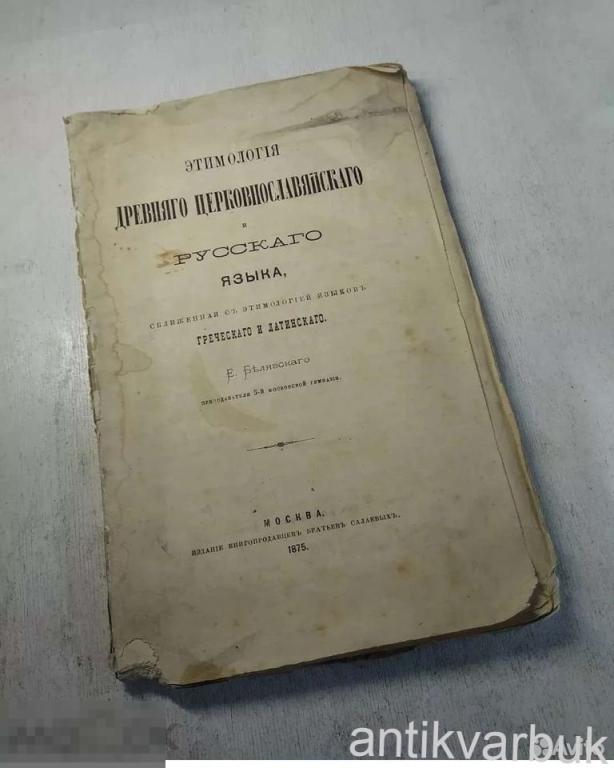 ЭТИМОЛОГІЯ
ДРЕВНЯГО ЦЕРКОВНОСЛАВЯНСКАГО
И
РУССКАГО
ЯЗЫКА,
СБЛИЖЕННАЯ СЪ ЭТИМОЛОГІЕЙ ЯЗЫКОВЪ
ГРЕЧЕСКАГО И ЛАТИНСКАГО.
Е. Бѣлявскаго
ПРЕПОДАВАТЕЛЯ 5-Й МОСКОВСКОЙ ГИМНАЗІИ.
МОСКВА.
ИЗДАНІЕ КНИГОПРОДАВЦЕВЪ БРАТЬЕВЪ САЛАЕВЫХЪ.
1875.
antikvarbuk
Avito